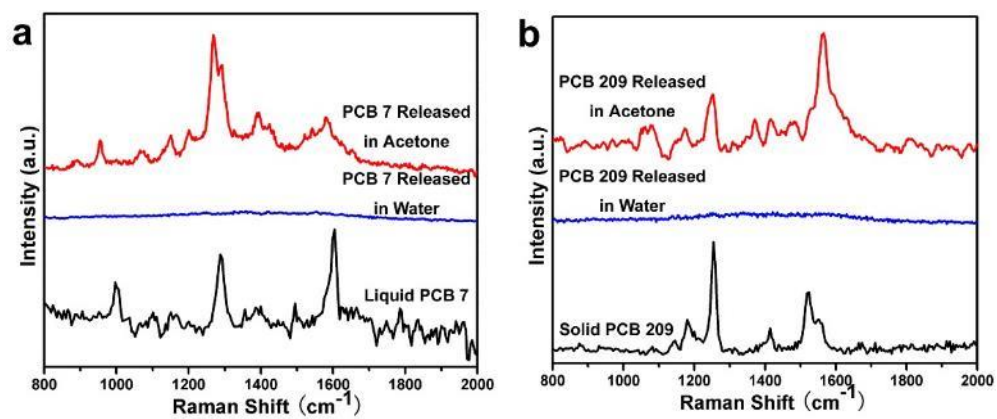 a
PCB 7 Released
in Acetone
PCB 7 Released
in Water
Liquid PCB 7
Intensity (a.u.)
800 1000 1200 1400 1600 1800 2000
Raman Shift (cm⁻¹)
b
PCB 209 Released
in Acetone
PCB 209 Released
in Water
Solid PCB 209
Intensity (a.u.)
800 1000 1200 1400 1600 1800 2000
Raman Shift (cm⁻¹)